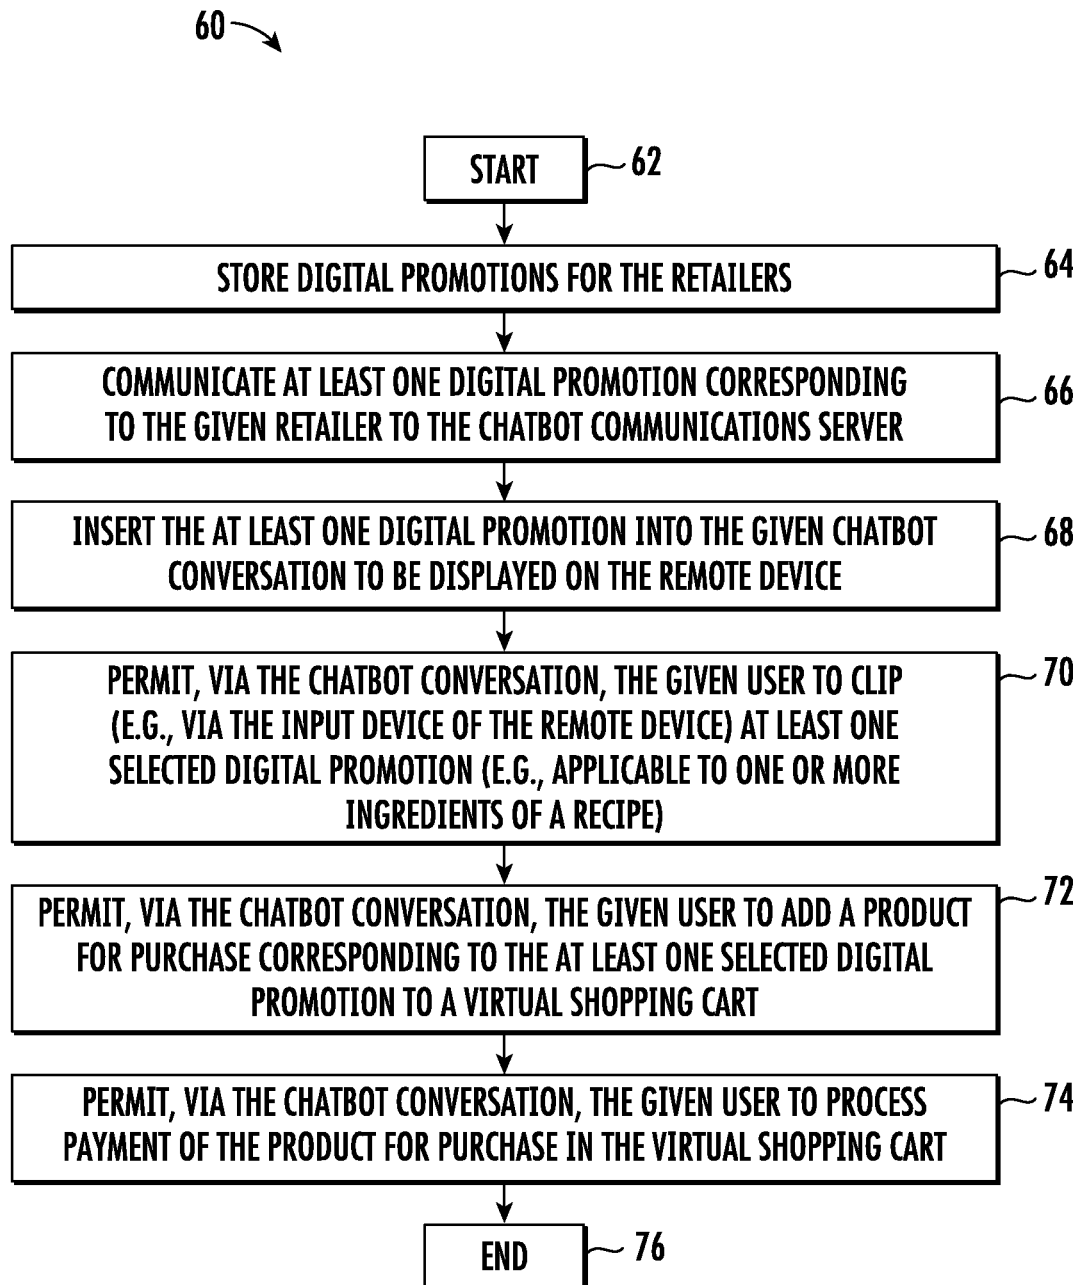 60
START
62
STORE DIGITAL PROMOTIONS FOR THE RETAILERS
64
COMMUNICATE AT LEAST ONE DIGITAL PROMOTION CORRESPONDING
TO THE GIVEN RETAILER TO THE CHATBOT COMMUNICATIONS SERVER
66
INSERT THE AT LEAST ONE DIGITAL PROMOTION INTO THE GIVEN CHATBOT
CONVERSATION TO BE DISPLAYED ON THE REMOTE DEVICE
68
PERMIT, VIA THE CHATBOT CONVERSATION, THE GIVEN USER TO CLIP
(E.G., VIA THE INPUT DEVICE OF THE REMOTE DEVICE) AT LEAST ONE
SELECTED DIGITAL PROMOTION (E.G., APPLICABLE TO ONE OR MORE
INGREDIENTS OF A RECIPE)
70
PERMIT, VIA THE CHATBOT CONVERSATION, THE GIVEN USER TO ADD A PRODUCT
FOR PURCHASE CORRESPONDING TO THE AT LEAST ONE SELECTED DIGITAL
PROMOTION TO A VIRTUAL SHOPPING CART
72
PERMIT, VIA THE CHATBOT CONVERSATION, THE GIVEN USER TO PROCESS
PAYMENT OF THE PRODUCT FOR PURCHASE IN THE VIRTUAL SHOPPING CART
74
END
76